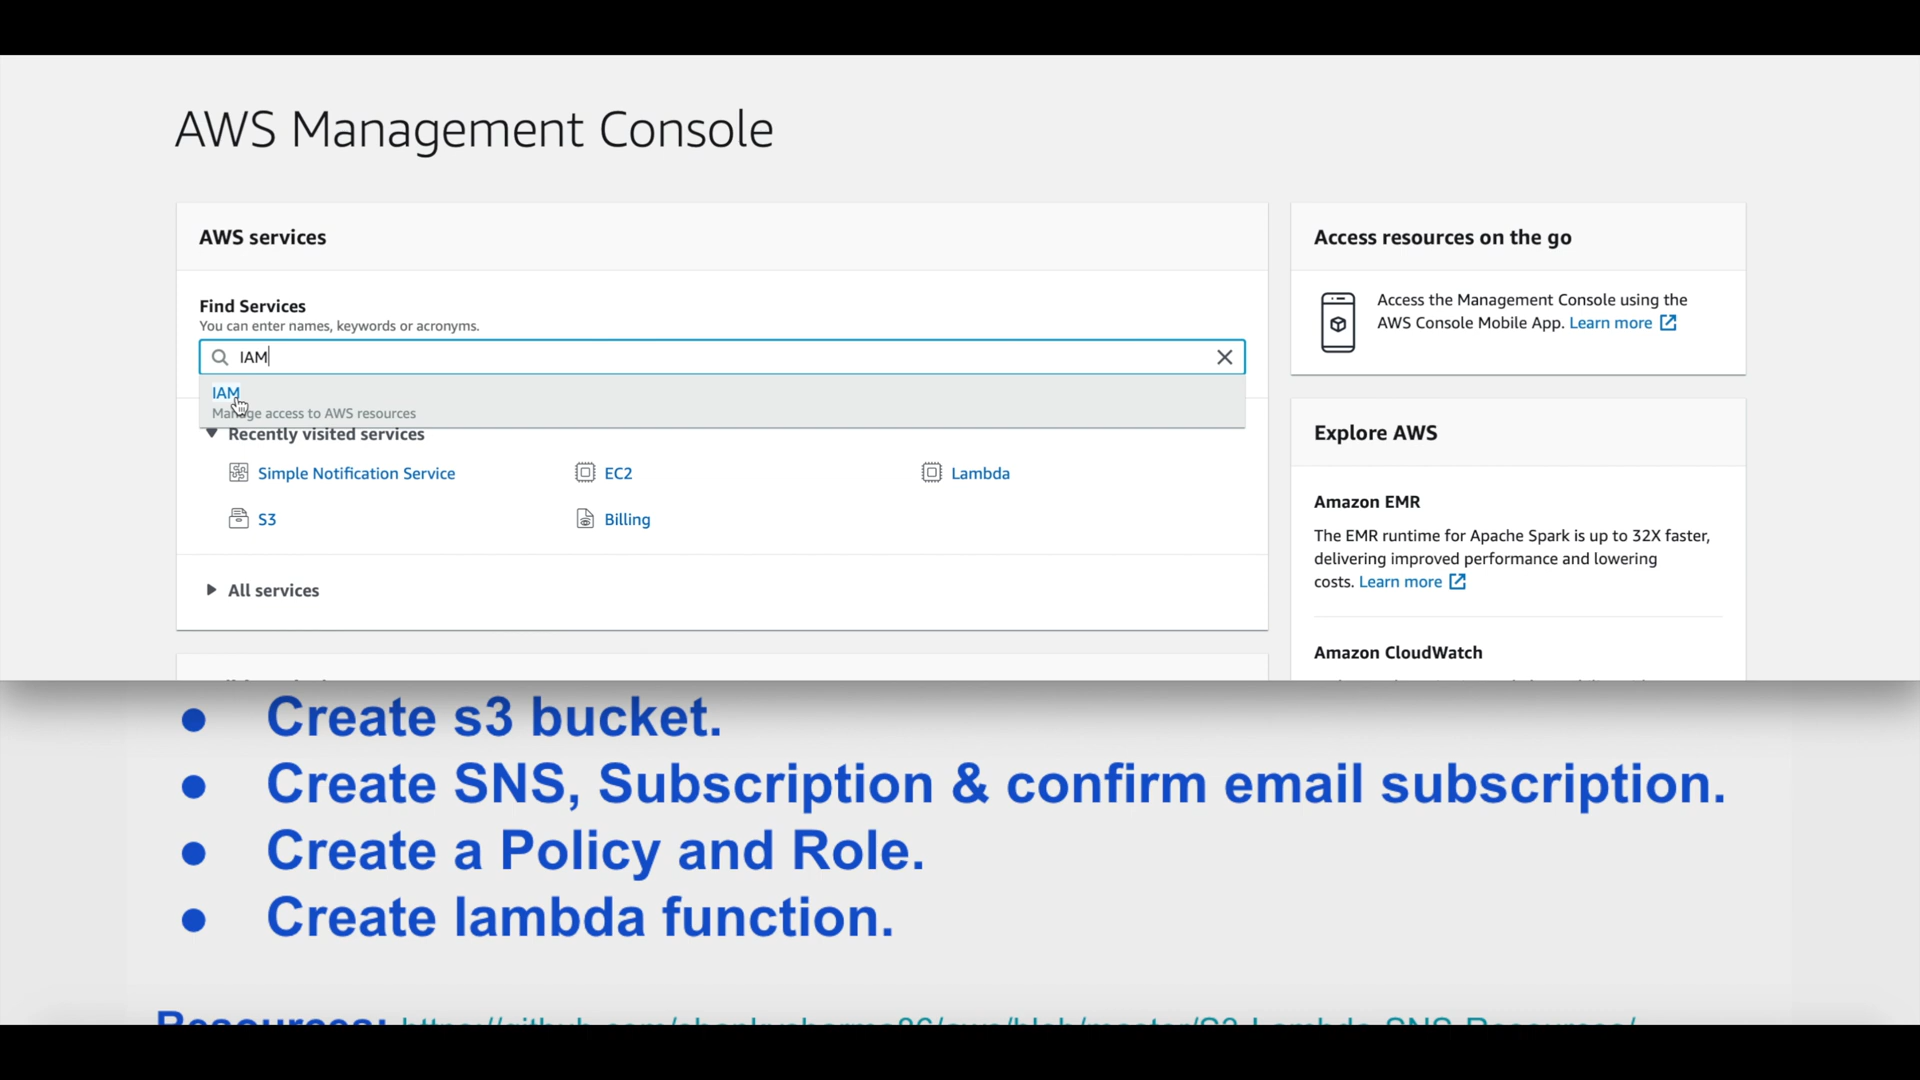 AWS Management Console
AWS services
Find Services
You can enter names, keywords or acronyms.
IAM
IAM
Manage access to AWS resources
Recently visited services
Simple Notification Service
EC2
Lambda
S3
Billing
All services
Access resources on the go
Access the Management Console using the
AWS Console Mobile App. Learn more
Explore AWS
Amazon EMR
The EMR runtime for Apache Spark is up to 32X faster,
delivering improved performance and lowering
costs. Learn more
Amazon CloudWatch
● Create s3 bucket.
● Create SNS, Subscription & confirm email subscription.
● Create a Policy and Role.
● Create lambda function.
Resources: